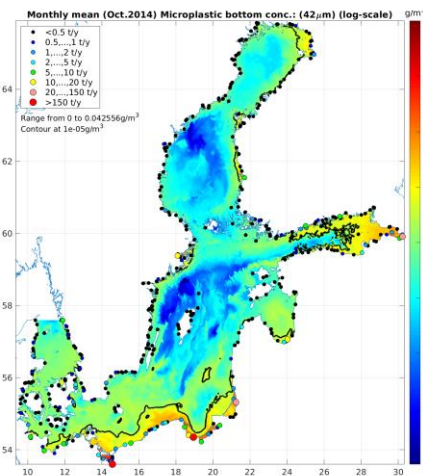 Monthly mean (Oct.2014) Microplastic bottom conc.: (42μm) (log-scale)
g/m
<0.5 t/y
0.5,...,1 t/y
1,...,2 t/y
2,...,5 t/y
5,...,10 t/y
10,...,20 t/y
20,...,150 t/y
>150 t/y
Range from 0 to 0.042556g/m³
Contour at 1e-05g/m³
64
62
60
58
56
54
10 12 14 16 18 20 22 24 26 28 30